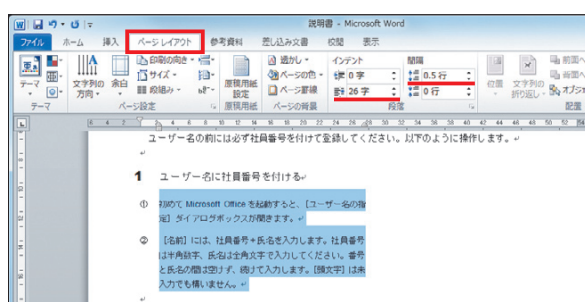 説明書 - Microsoft Word
ファイル ホーム 挿入 ページレイアウト 参考資料 差し込み文書 校閲 表示
テーマ
文字列の方向
余白
印刷の向き
サイズ
段組み
原稿用紙設定
透かし
ページの色
ページ罫線
インデント
0 字
26 字
間隔
0.5 行
0 行
位置
文字列の折り返し
前面へ
背面へ
テーマ ページ設定 原稿用紙 ページの背景 段落 配置
ユーザー名の前には必ず社員番号を付けて登録してください。以下のように操作します。
1 ユーザー名に社員番号を付ける
① 初めて Microsoft Office を起動すると、[ユーザー名の指
定] ダイアログボックスが開きます。
② [名前] には、社員番号+氏名を入力します。社員番号
は半角数字、氏名は全角文字で入力してください。番号
と氏名の間は空けず、続けて入力します。[頭文字] は未
入力でも構いません。